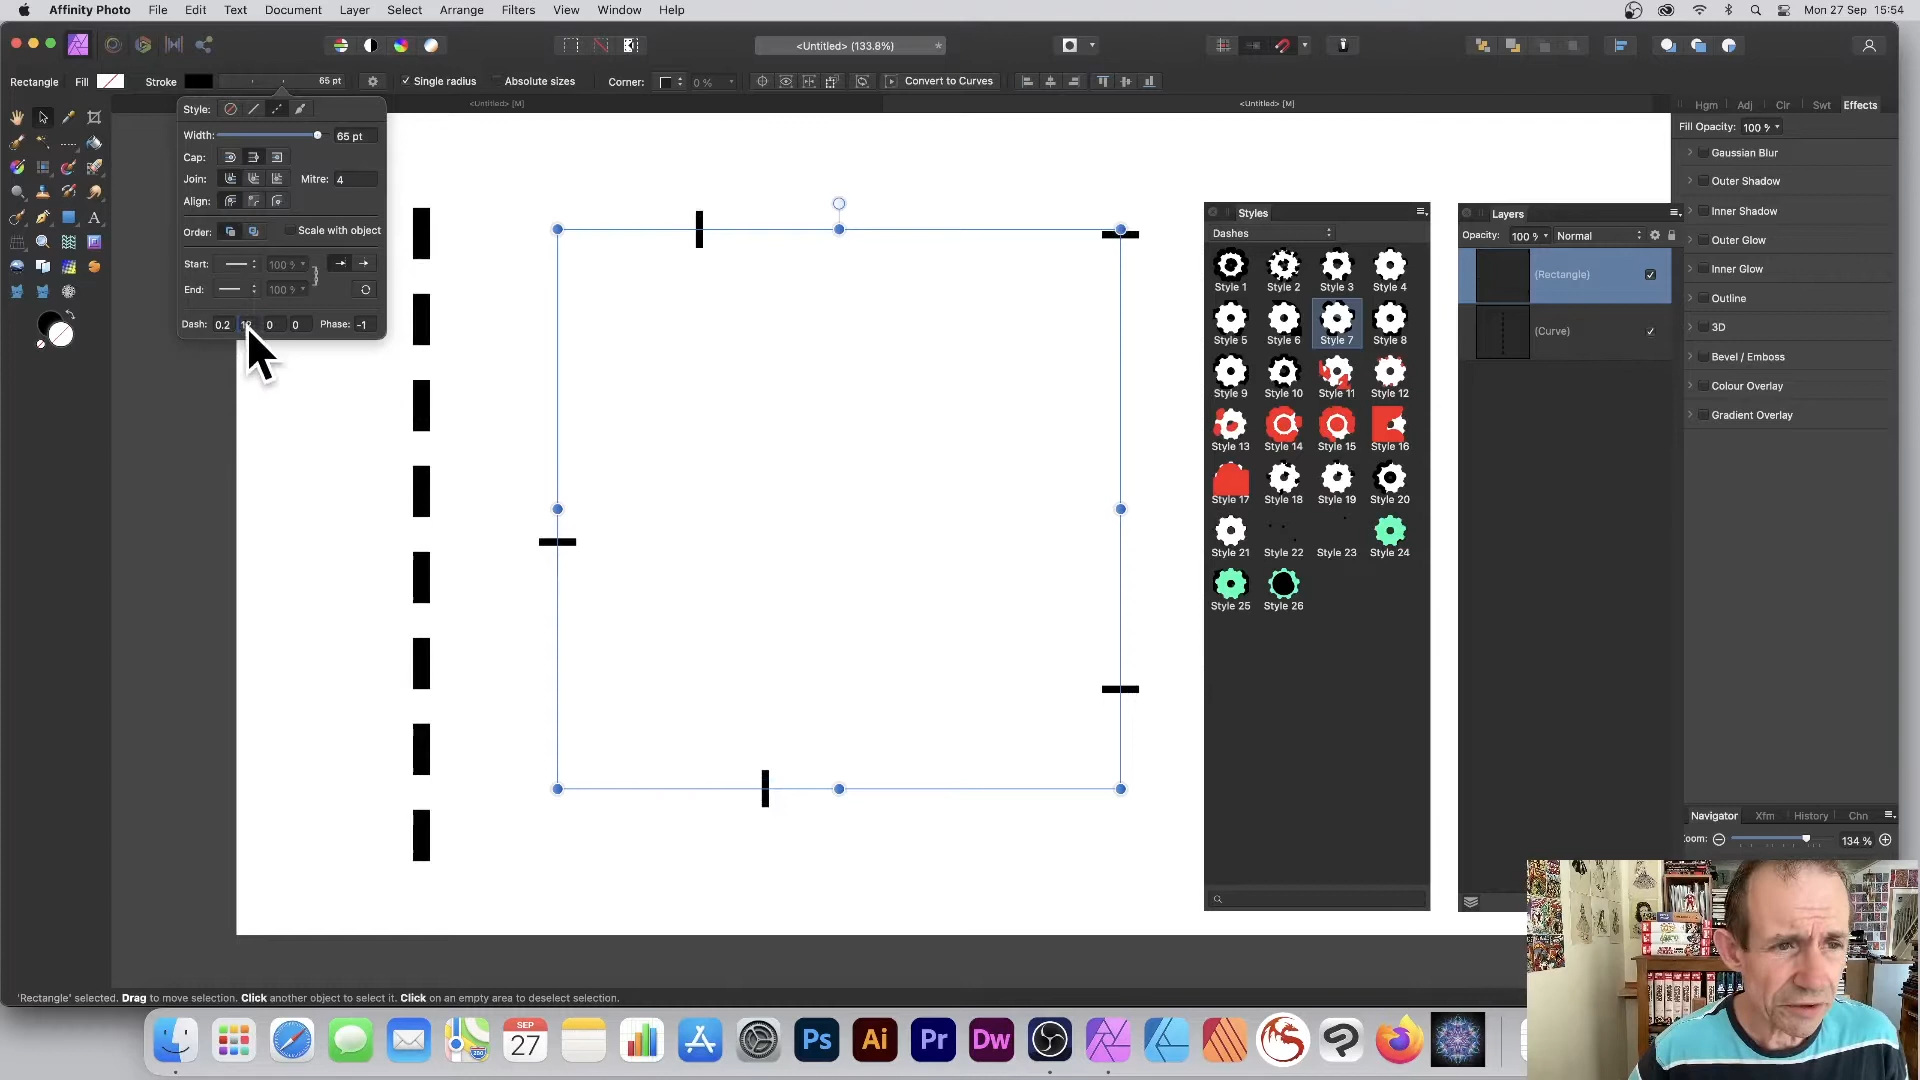 Affinity Photo File Edit Text Document Layer Select Arrange Filters View Window Help
Mon 27 Sep 15:54
<Untitled> (133.8%)
Rectangle Fill Stroke 65 pt Single radius Absolute sizes Corner: 0 % Convert to Curves
<Untitled> [M] <Untitled> [M]
Hgm Adj Clr Swt Effects
Style:
Width: 65 pt
Cap:
Join: Mitre: 4
Align:
Order: Scale with object
Start: 100 %
End: 100 %
Dash: 0.2 0 0 Phase: -1
Styles
Dashes
Style 1 Style 2 Style 3 Style 4
Style 5 Style 6 Style 7 Style 8
Style 9 Style 10 Style 11 Style 12
Style 13 Style 14 Style 15 Style 16
Style 17 Style 18 Style 19 Style 20
Style 21 Style 22 Style 23 Style 24
Style 25 Style 26
Layers
Opacity: 100 % Normal
(Rectangle)
(Curve)
Fill Opacity: 100 %
Gaussian Blur
Outer Shadow
Inner Shadow
Outer Glow
Inner Glow
Outline
3D
Bevel / Emboss
Colour Overlay
Gradient Overlay
Navigator Xfm History Chn
Zoom: 134 %
'Rectangle' selected. Drag to move selection. Click another object to select it. Click on an empty area to deselect selection.
SEP
27
Ps Ai Pr Dw